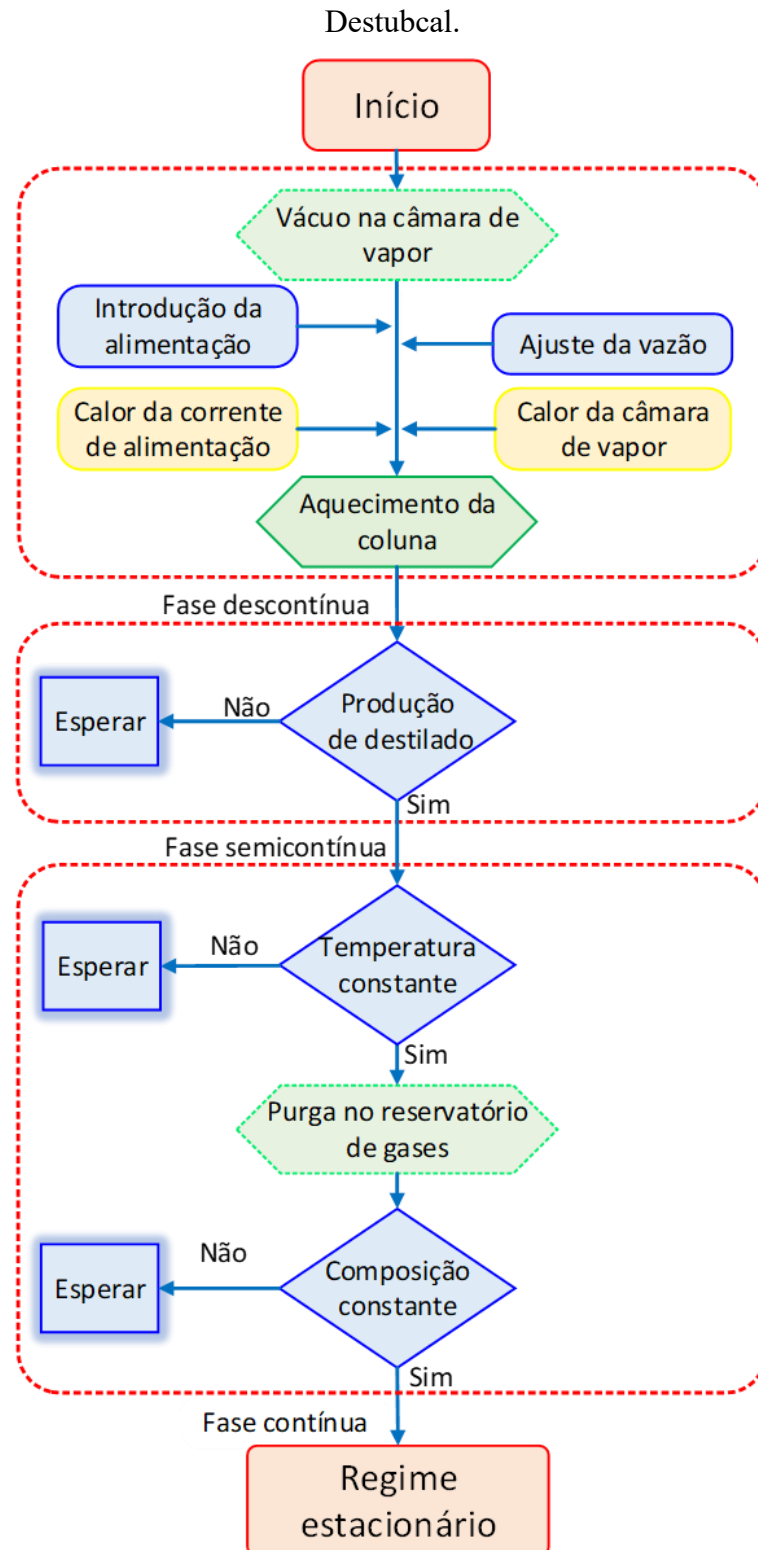 Destubcal.
Início
Vácuo na câmara de
vapor
Introdução da
alimentação
Ajuste da vazão
Calor da corrente
de alimentação
Calor da câmara
de vapor
Aquecimento da
coluna
Fase descontínua
Esperar
Não
Produção
de destilado
Sim
Fase semicontínua
Esperar
Não
Temperatura
constante
Sim
Purga no reservatório
de gases
Esperar
Não
Composição
constante
Sim
Fase contínua
Regime
estacionário